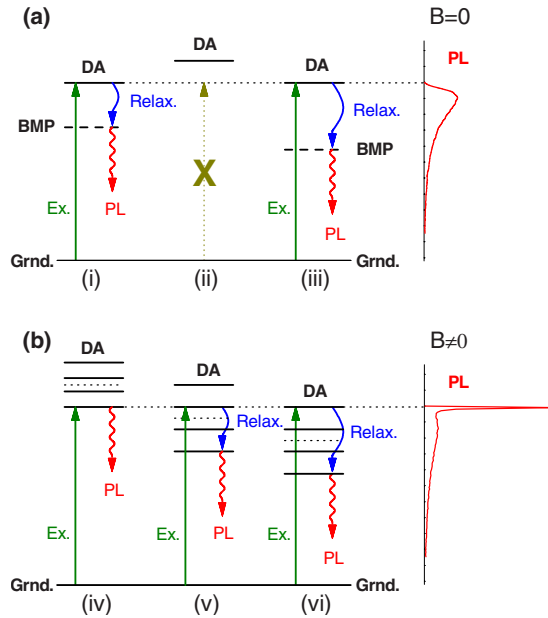 (a)
B=0
DA
DA
DA
PL
Relax.
Relax.
BMP
BMP
X
Ex.
PL
Ex.
PL
Grnd.
Grnd.
(i)
(ii)
(iii)
(b)
B≠0
DA
DA
DA
PL
Relax.
Relax.
PL
Ex.
Ex.
PL
Ex.
PL
Grnd.
Grnd.
(iv)
(v)
(vi)